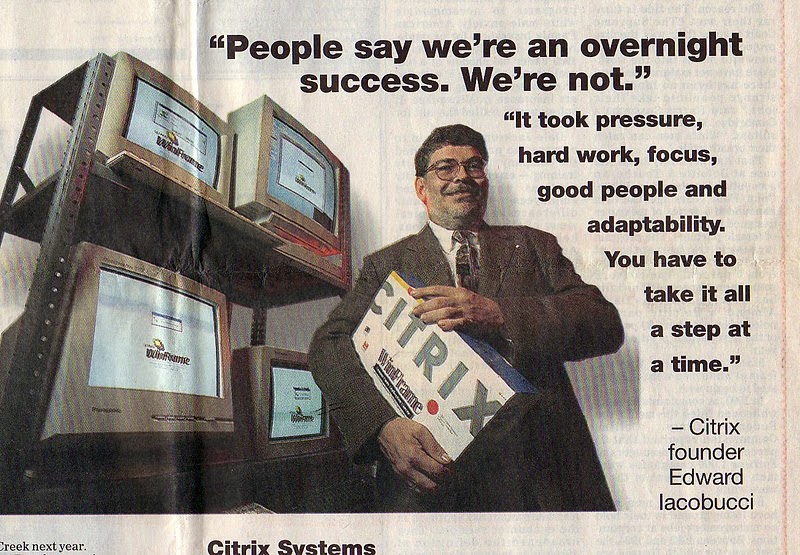 “People say we’re an overnight
success. We’re not.”
“It took pressure,
hard work, focus,
good people and
adaptability.
You have to
take it all
a step at
a time.”
– Citrix
founder
Edward
Iacobucci
WinFrame
WinFrame
CITRIX
WinFrame
Panasonic
Creek next year.
Citrix Systems